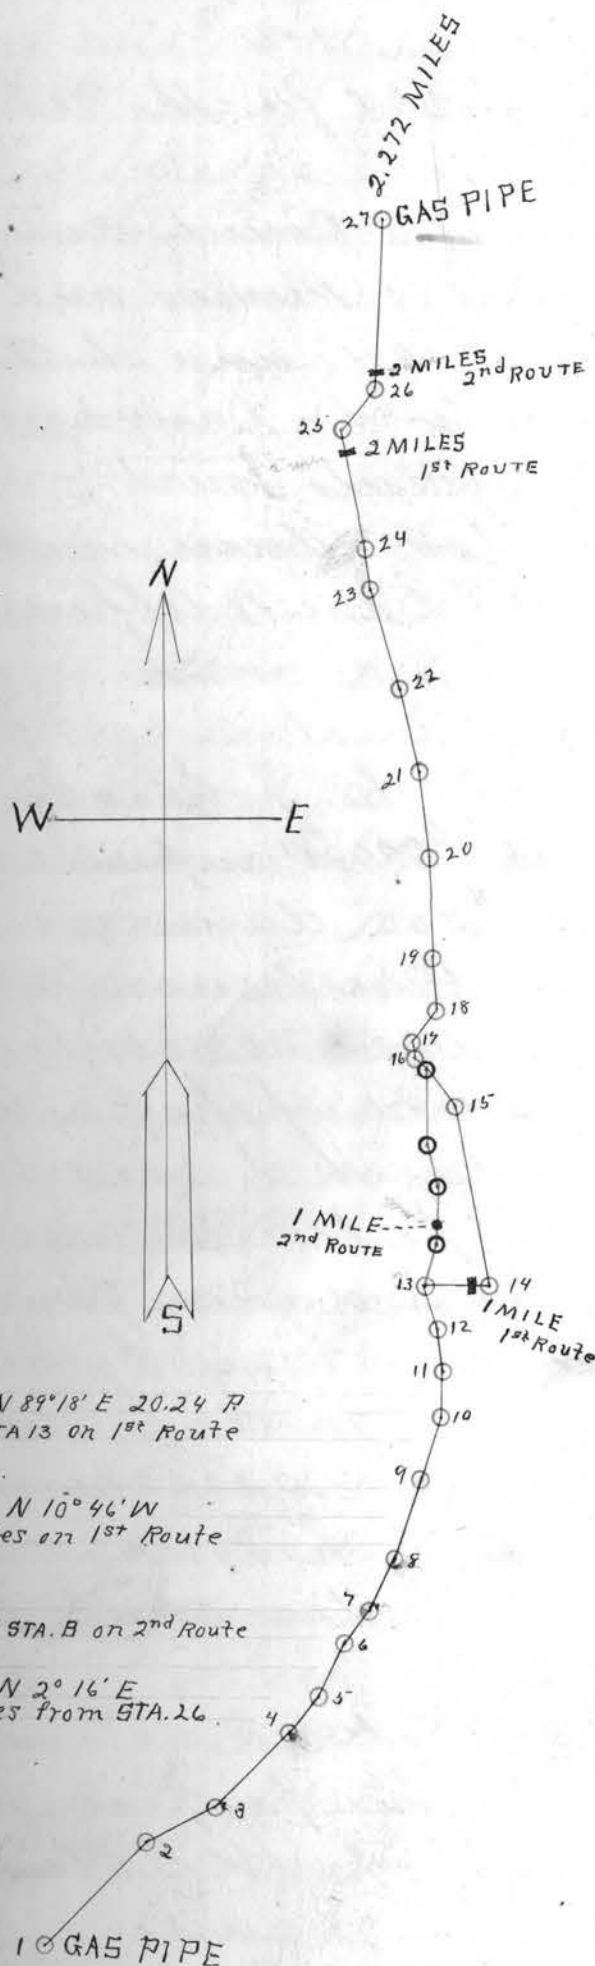 2.272 MILES
27 GAS PIPE
2 MILES
2nd ROUTE
26
25
2 MILES
1st ROUTE
24
23
N
22
21
W E
20
19
18
17
16
15
1 MILE
2nd ROUTE
13
14
1 MILE
1st Route
S
12
11
10
N 89°18' E 20.24 P
TA 13 on 1st Route
9
N 10°46' W
es on 1st Route
8
7
STA. B on 2nd Route
6
N 2°16' E
es from STA. 26
5
4
3
2
1 GAS PIPE